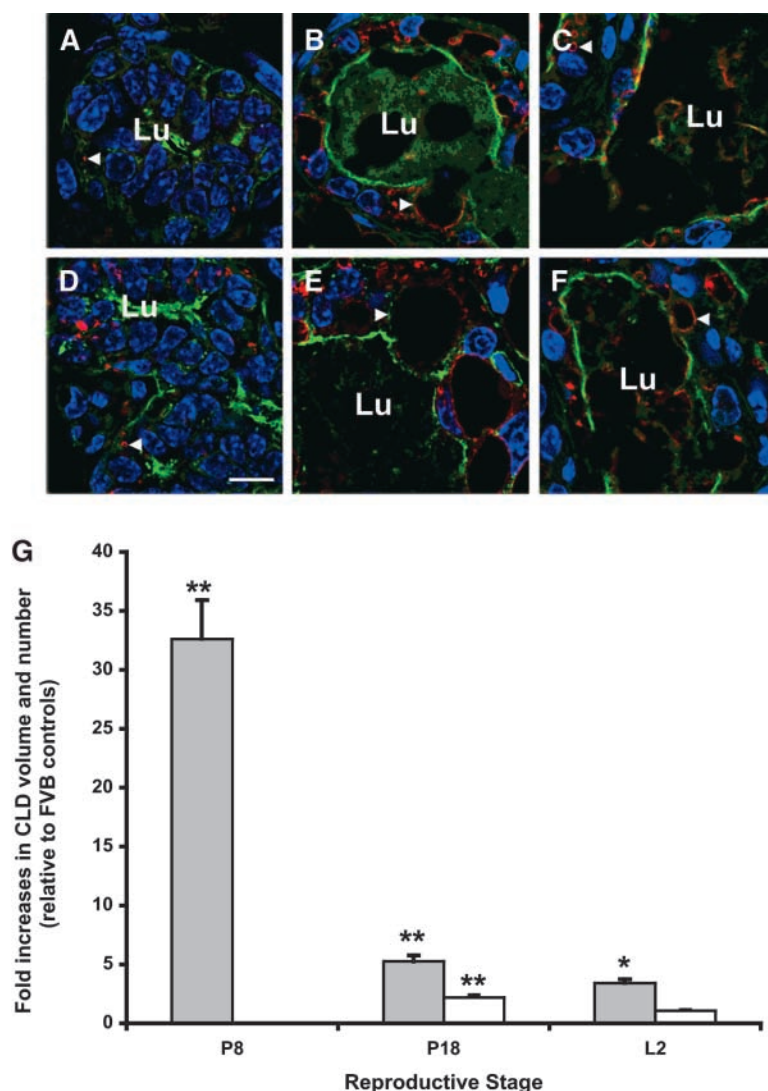 A
Lu
B
Lu
C
Lu
D
Lu
E
Lu
F
Lu
G
Fold increases in CLD volume and number
(relative to FVB controls)
40
35
30
25
20
15
10
5
0
**
**
**
*
P8
P18
L2
Reproductive Stage